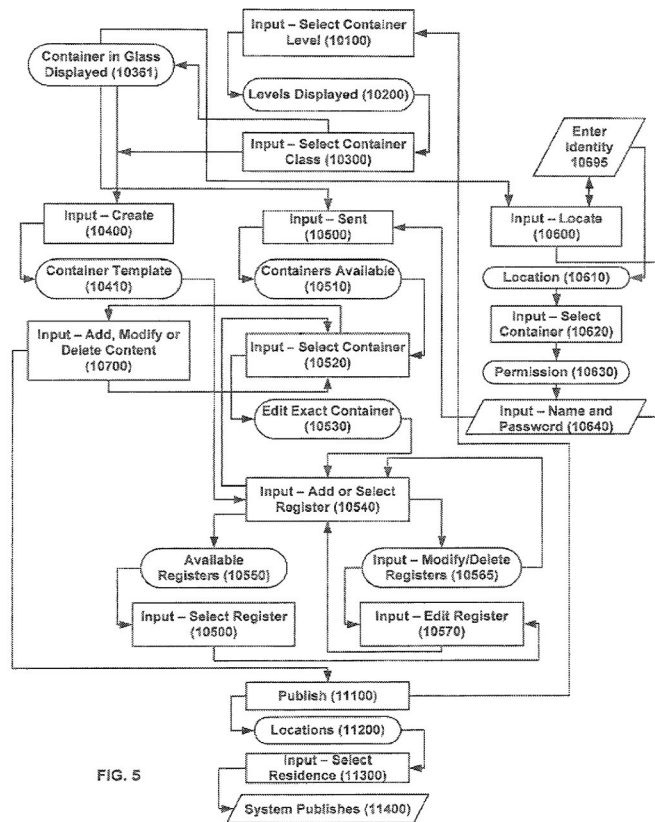 Input – Select Container
Level (10100)
Container in Glass
Displayed (10361)
Levels Displayed (10200)
Input – Select Container
Class (10300)
Enter
Identity
10695
Input – Create
(10400)
Input – Sent
(10500)
Input – Locate
(10600)
Container Template
(10410)
Containers Available
(10510)
Location (10610)
Input – Select
Container (10620)
Input – Add, Modify or
Delete Content
(10700)
Input – Select Container
(10520)
Permission (10630)
Edit Exact Container
(10530)
Input – Name and
Password (10640)
Input – Add or Select
Register (10540)
Available
Registers (10550)
Input – Modify/Delete
Registers (10565)
Input – Select Register
(10500)
Input – Edit Register
(10570)
Publish (11100)
Locations (11200)
Input – Select
Residence (11300)
FIG. 5
System Publishes (11400)